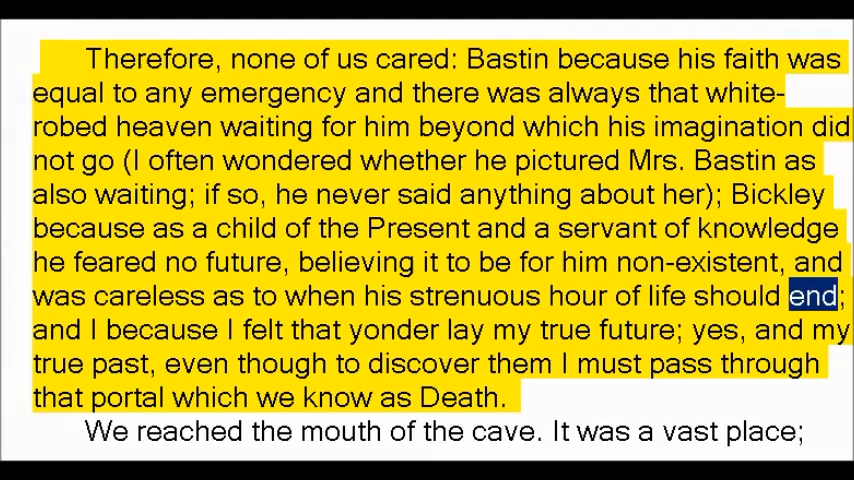 Therefore, none of us cared: Bastin because his faith was
equal to any emergency and there was always that white-
robed heaven waiting for him beyond which his imagination did
not go (I often wondered whether he pictured Mrs. Bastin as
also waiting; if so, he never said anything about her); Bickley
because as a child of the Present and a servant of knowledge
he feared no future, believing it to be for him non-existent, and
was careless as to when his strenuous hour of life should end;
and I because I felt that yonder lay my true future; yes, and my
true past, even though to discover them I must pass through
that portal which we know as Death.
We reached the mouth of the cave. It was a vast place;